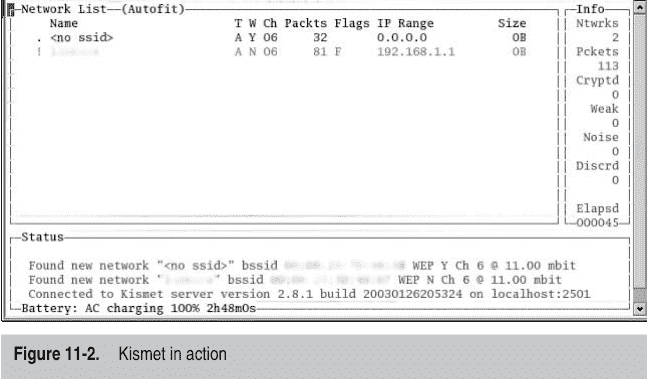 Network List—(Autofit)
Info
Name T W Ch Packts Flags IP Range Size
Ntwrks
. <no ssid> A Y 06 32 0.0.0.0 0B
2
! A N 06 81 F 192.168.1.1 0B
Pckets
113
Cryptd
0
Weak
0
Noise
0
Discrd
0
Elapsd
000045
Status
Found new network "<no ssid>" bssid WEP Y Ch 6 @ 11.00 mbit
Found new network " " bssid WEP N Ch 6 @ 11.00 mbit
Connected to Kismet server version 2.8.1 build 20030126205324 on localhost:2501
Battery: AC charging 100% 2h48m0s
Figure 11-2. Kismet in action